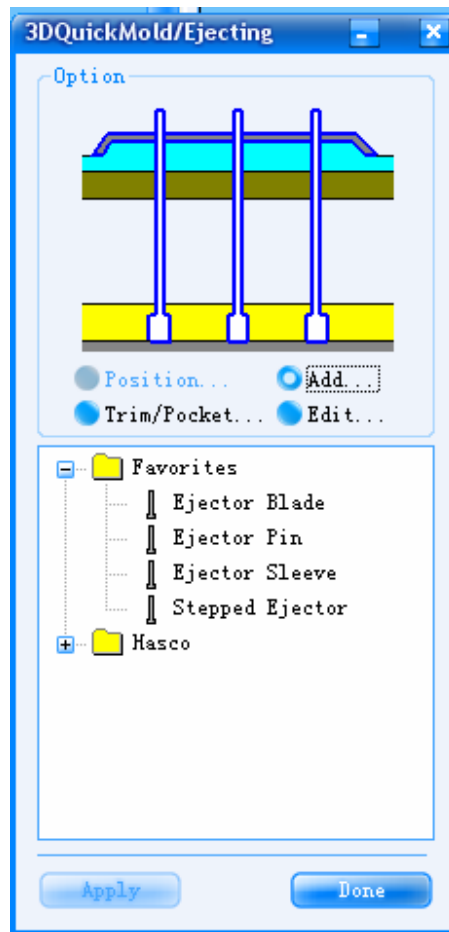 3DQuickMold/Ejecting
Option
Position... Add...
Trim/Pocket... Edit...
Favorites
Ejector Blade
Ejector Pin
Ejector Sleeve
Stepped Ejector
Hasco
Apply Done